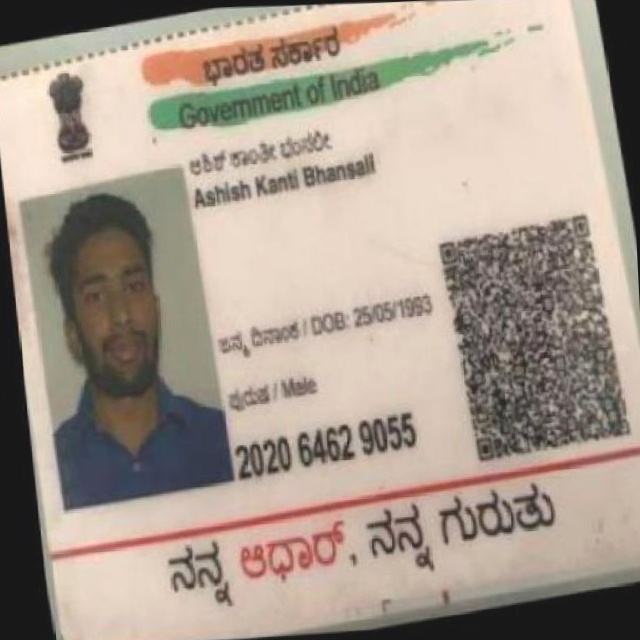 ಭಾರತ ಸರ್ಕಾರ
Government of India
ಆಶಿಶ್ ಕಾಂತೀ ಭಂಸಲೀ
Ashish Kanti Bhansali
ಜನ್ಮ ದಿನಾಂಕ / DOB: 25/05/1993
ಪುರುಷ / Male
2020 6462 9055
ನನ್ನ ಆಧಾರ್, ನನ್ನ ಗುರುತು